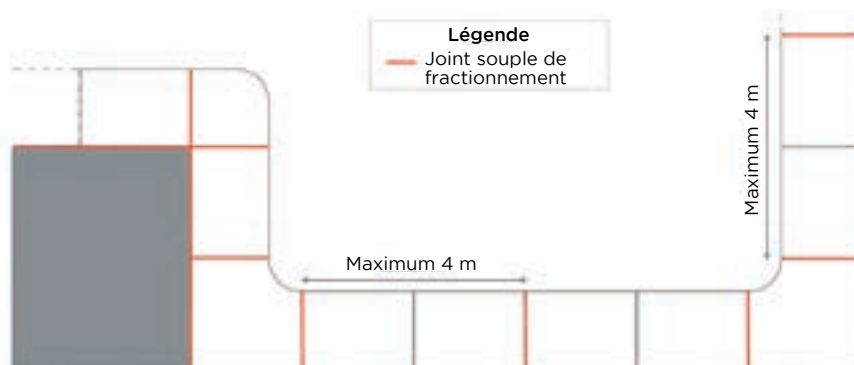 Légende
Joint souple de
fractionnement
Maximum 4 m
Maximum 4 m